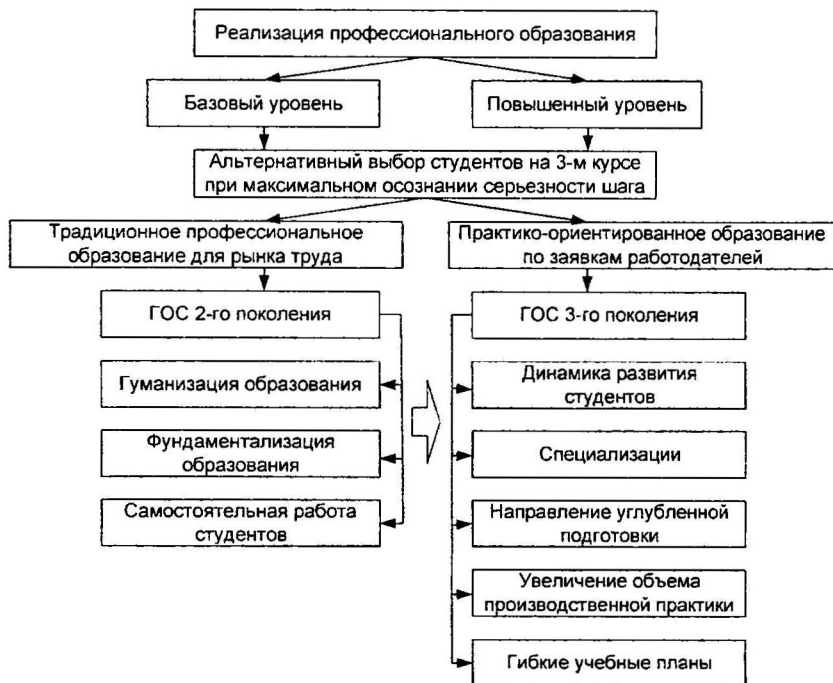 Реализация профессионального образования
Базовый уровень
Повышенный уровень
Альтернативный выбор студентов на 3-м курсе
при максимальном осознании серьезности шага
Традиционное профессиональное
образование для рынка труда
Практико-ориентированное образование
по заявкам работодателей
ГОС 2-го поколения
Гуманизация образования
Фундаментализация
образования
Самостоятельная работа
студентов
ГОС 3-го поколения
Динамика развития
студентов
Специализации
Направление углубленной
подготовки
Увеличение объема
производственной практики
Гибкие учебные планы